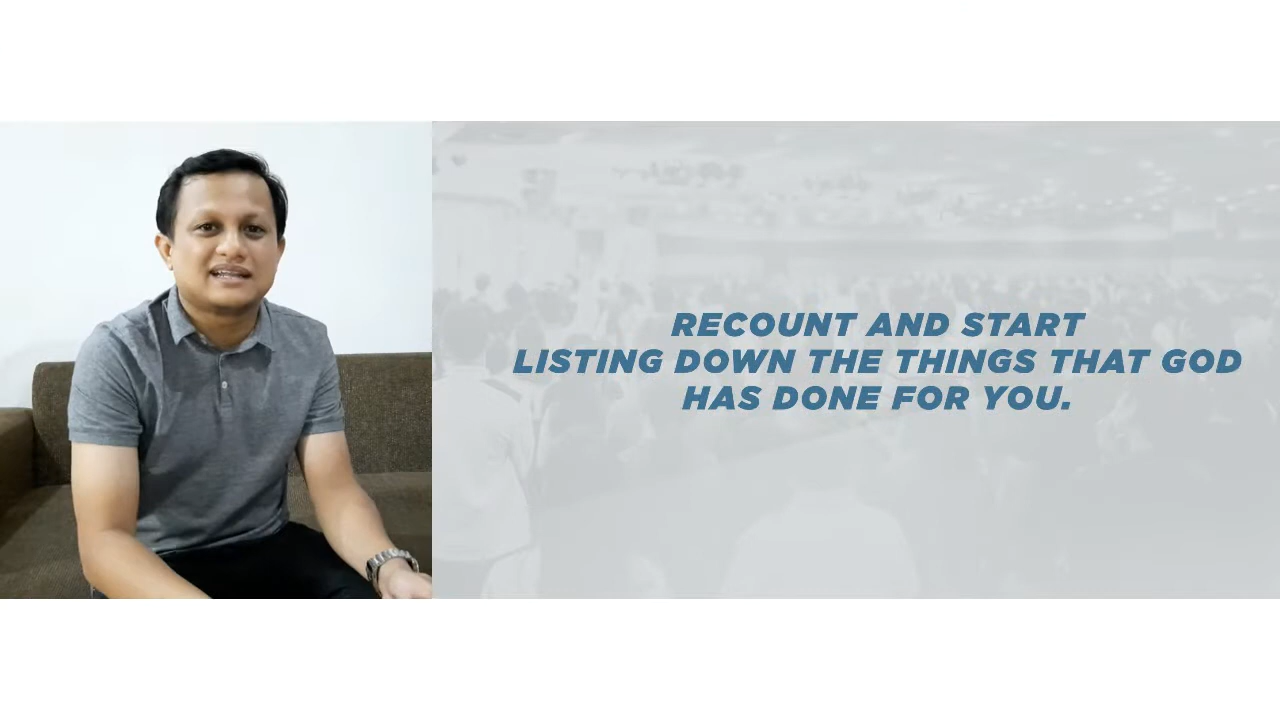 RECOUNT AND START
LISTING DOWN THE THINGS THAT GOD
HAS DONE FOR YOU.